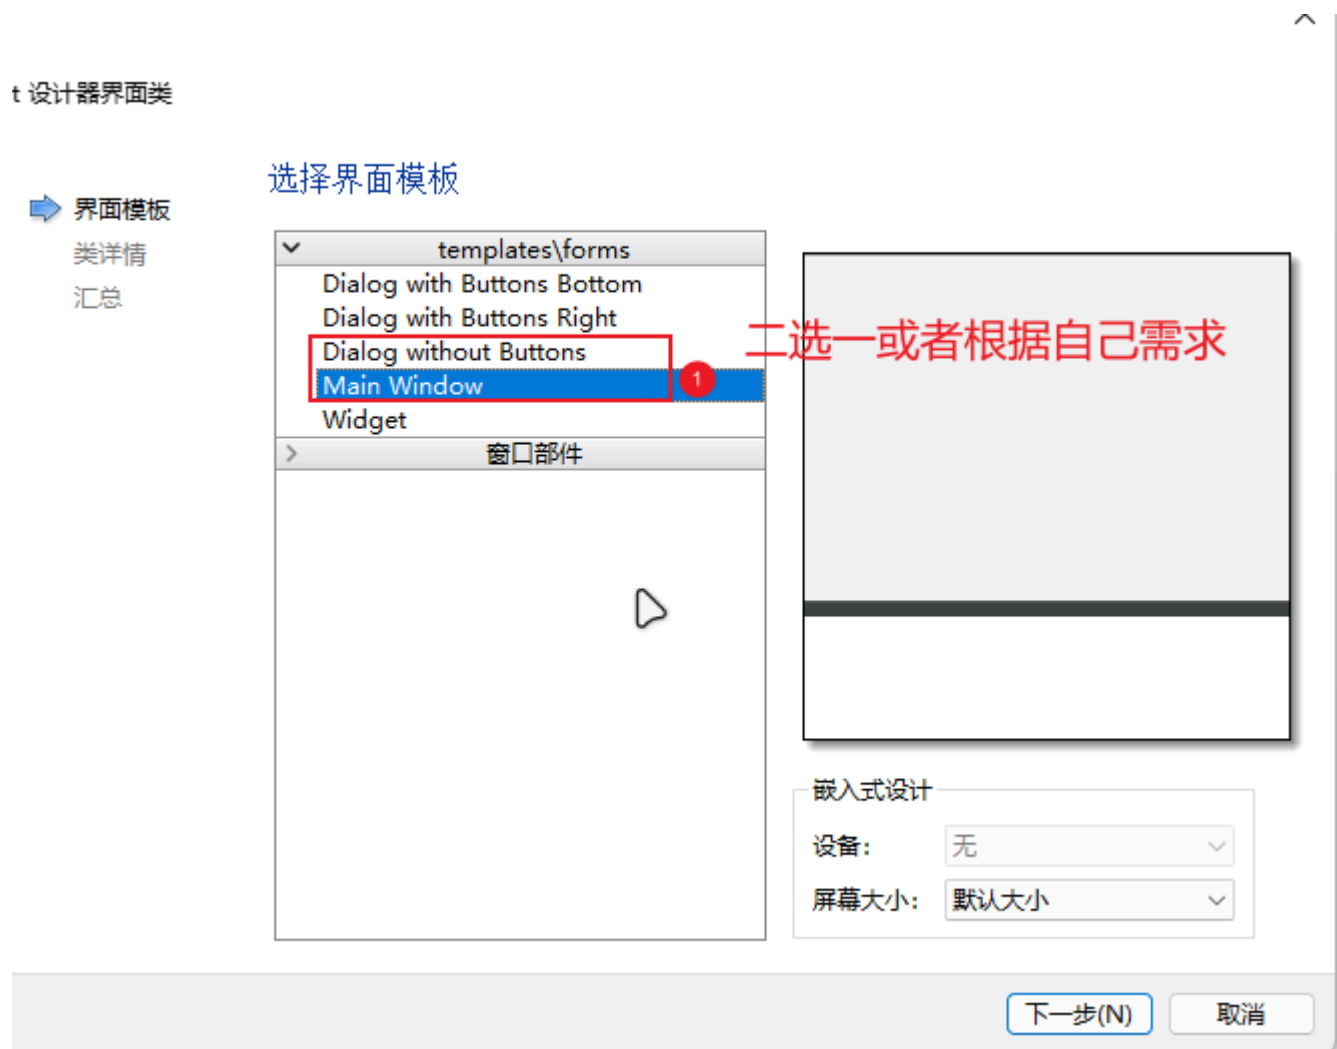 t 设计器界面类
选择界面模板
界面模板
类详情
汇总
templates\forms
Dialog with Buttons Bottom
Dialog with Buttons Right
Dialog without Buttons
Main Window
Widget
窗口部件
1
二选一或者根据自己需求
嵌入式设计
设备：
无
屏幕大小：
默认大小
下一步(N)
取消